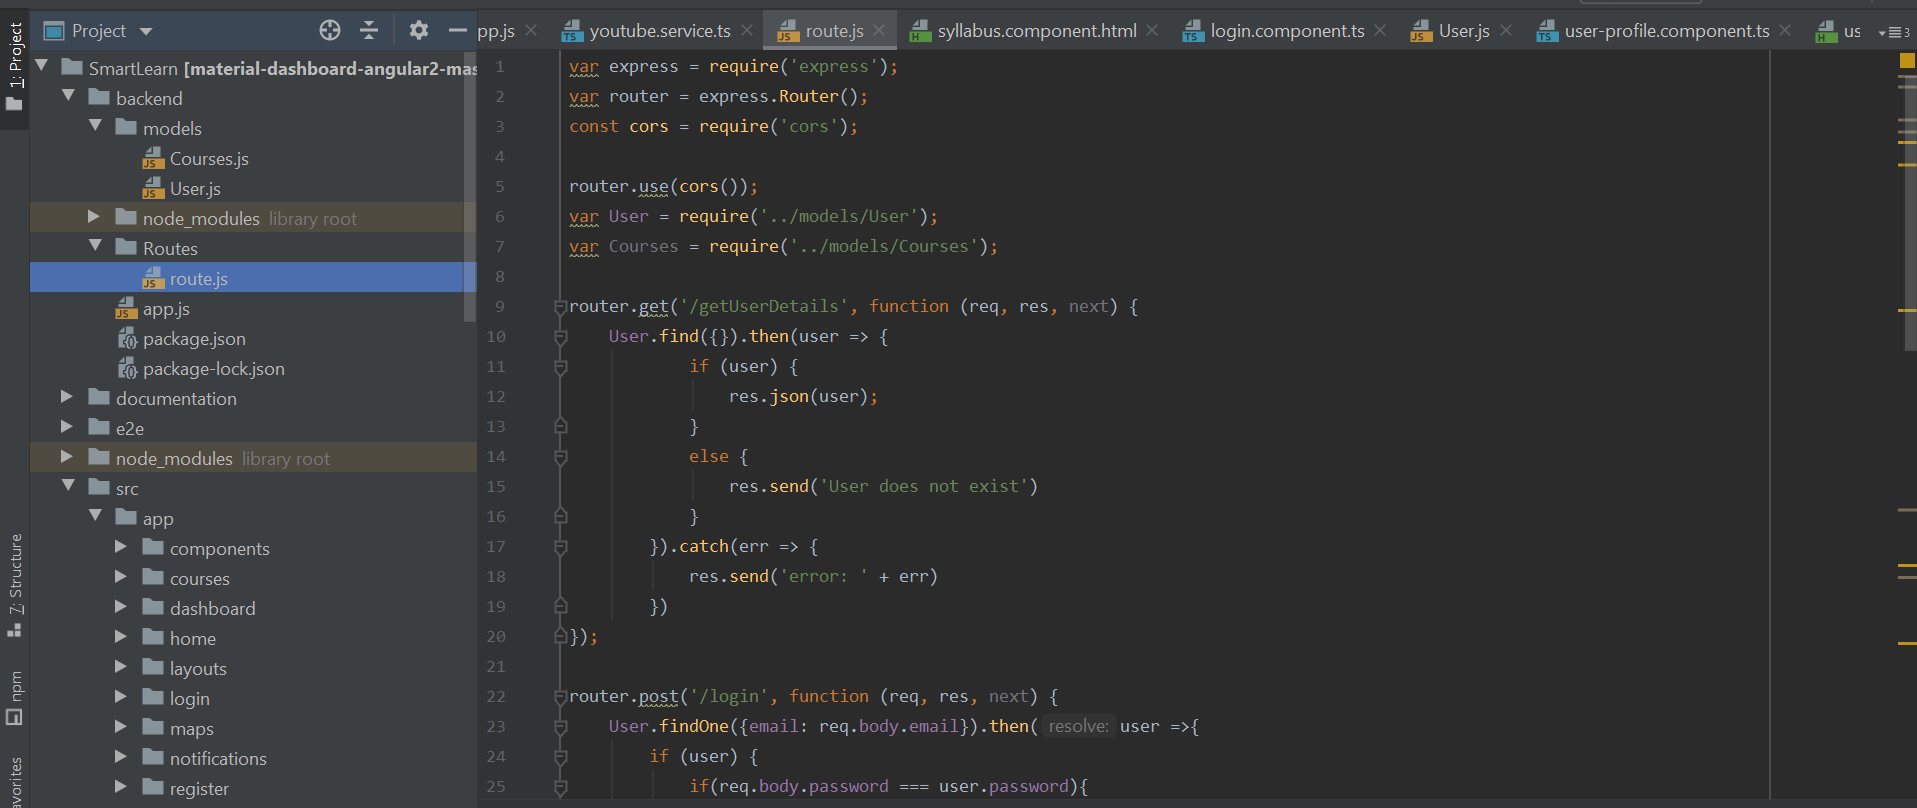 Project
pp.js
youtube.service.ts
route.js
syllabus.component.html
login.component.ts
User.js
user-profile.component.ts
us
3
1: Project
7: Structure
npm
avorites
SmartLearn [material-dashboard-angular2-mas
backend
models
Courses.js
User.js
node_modules library root
Routes
route.js
app.js
package.json
package-lock.json
documentation
e2e
node_modules library root
src
app
components
courses
dashboard
home
layouts
login
maps
notifications
register
1 var express = require('express');
2 var router = express.Router();
3 const cors = require('cors');
4
5 router.use(cors());
6 var User = require('../models/User');
7 var Courses = require('../models/Courses');
8
9 router.get('/getUserDetails', function (req, res, next) {
10 User.find({}).then(user => {
11 if (user) {
12 res.json(user);
13 }
14 else {
15 res.send('User does not exist')
16 }
17 }).catch(err => {
18 res.send('error: ' + err)
19 })
20 });
21
22 router.post('/login', function (req, res, next) {
23 User.findOne({email: req.body.email}).then( resolve: user =>{
24 if (user) {
25 if(req.body.password === user.password){